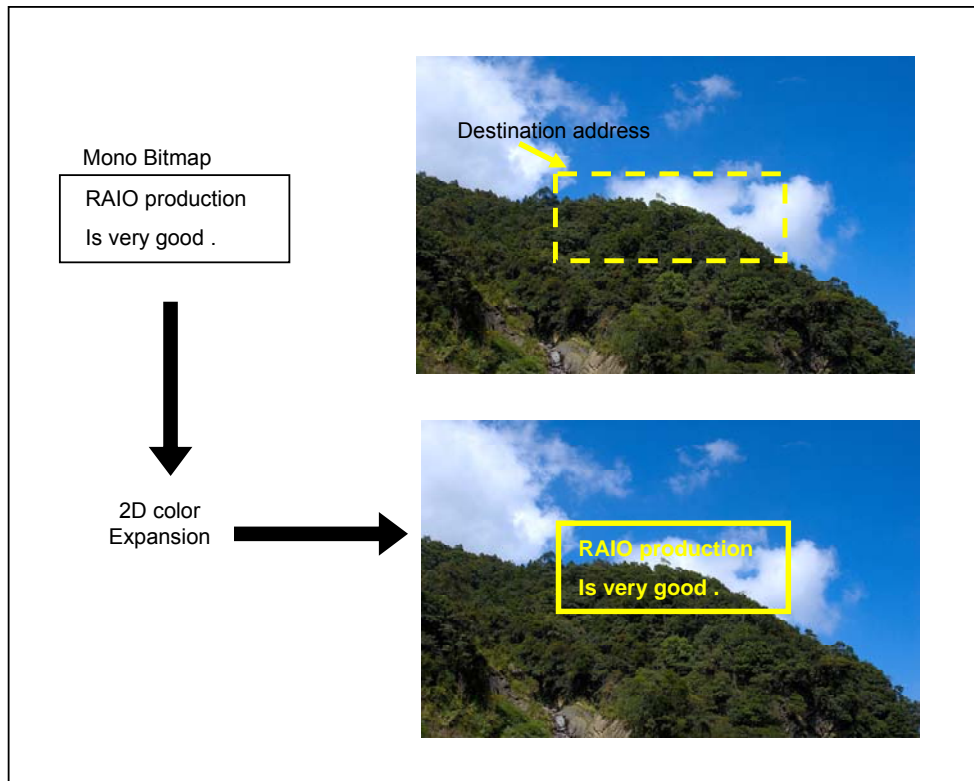 Destination address
Mono Bitmap
RAIO production
Is very good .
2D color
Expansion
RAIO production
Is very good .